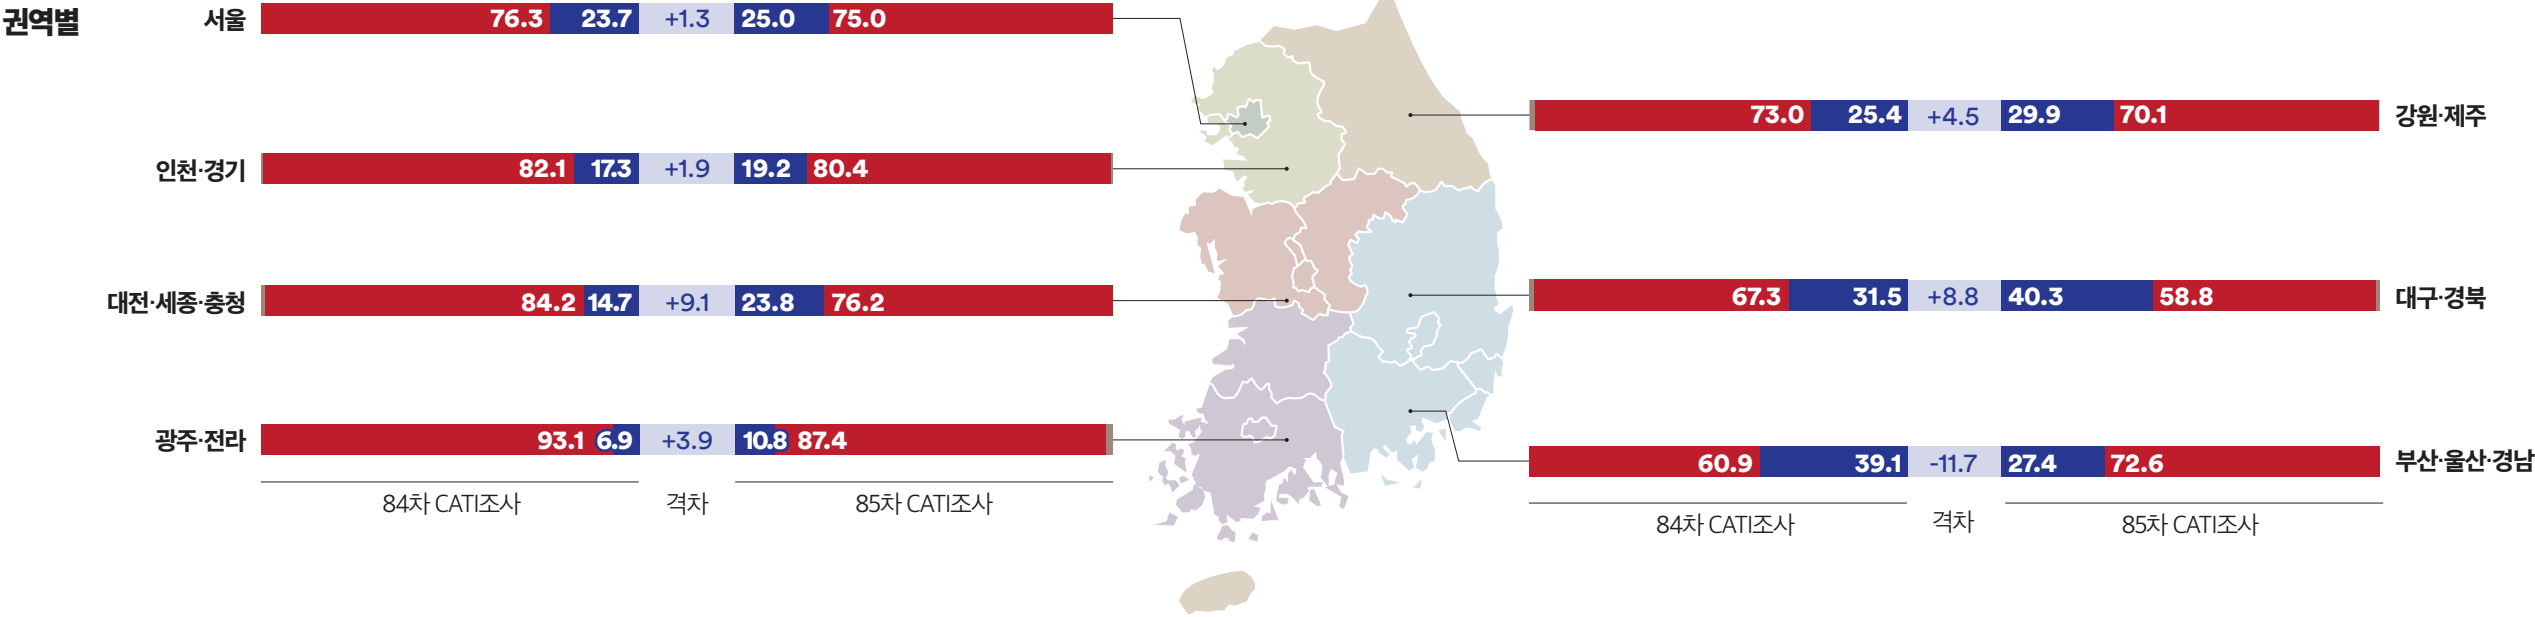 권역별
서울 76.3 23.7 +1.3 25.0 75.0
인천·경기 82.1 17.3 +1.9 19.2 80.4
대전·세종·충청 84.2 14.7 +9.1 23.8 76.2
광주·전라 93.1 6.9 +3.9 10.8 87.4
84차 CATI조사 격차 85차 CATI조사
73.0 25.4 +4.5 29.9 70.1 강원·제주
67.3 31.5 +8.8 40.3 58.8 대구·경북
60.9 39.1 -11.7 27.4 72.6 부산·울산·경남
84차 CATI조사 격차 85차 CATI조사